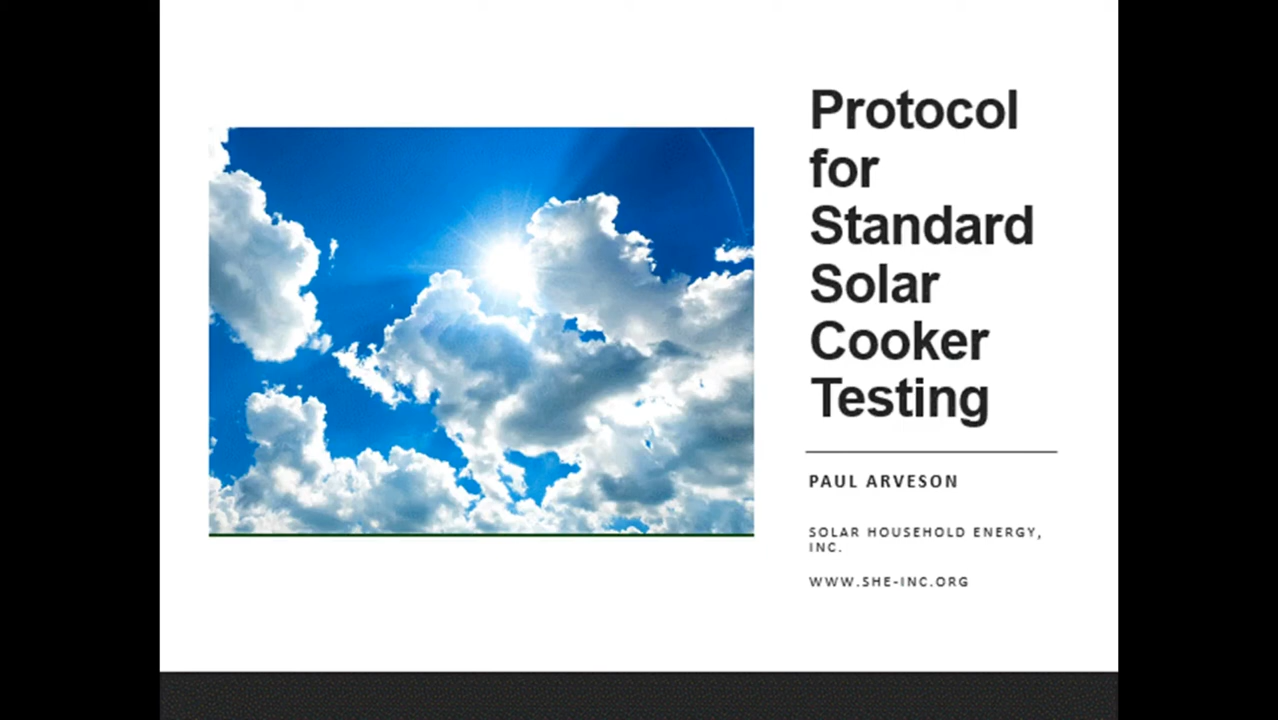 Protocol
for
Standard
Solar
Cooker
Testing
PAUL ARVESON
SOLAR HOUSEHOLD ENERGY,
INC.
WWW.SHE-INC.ORG